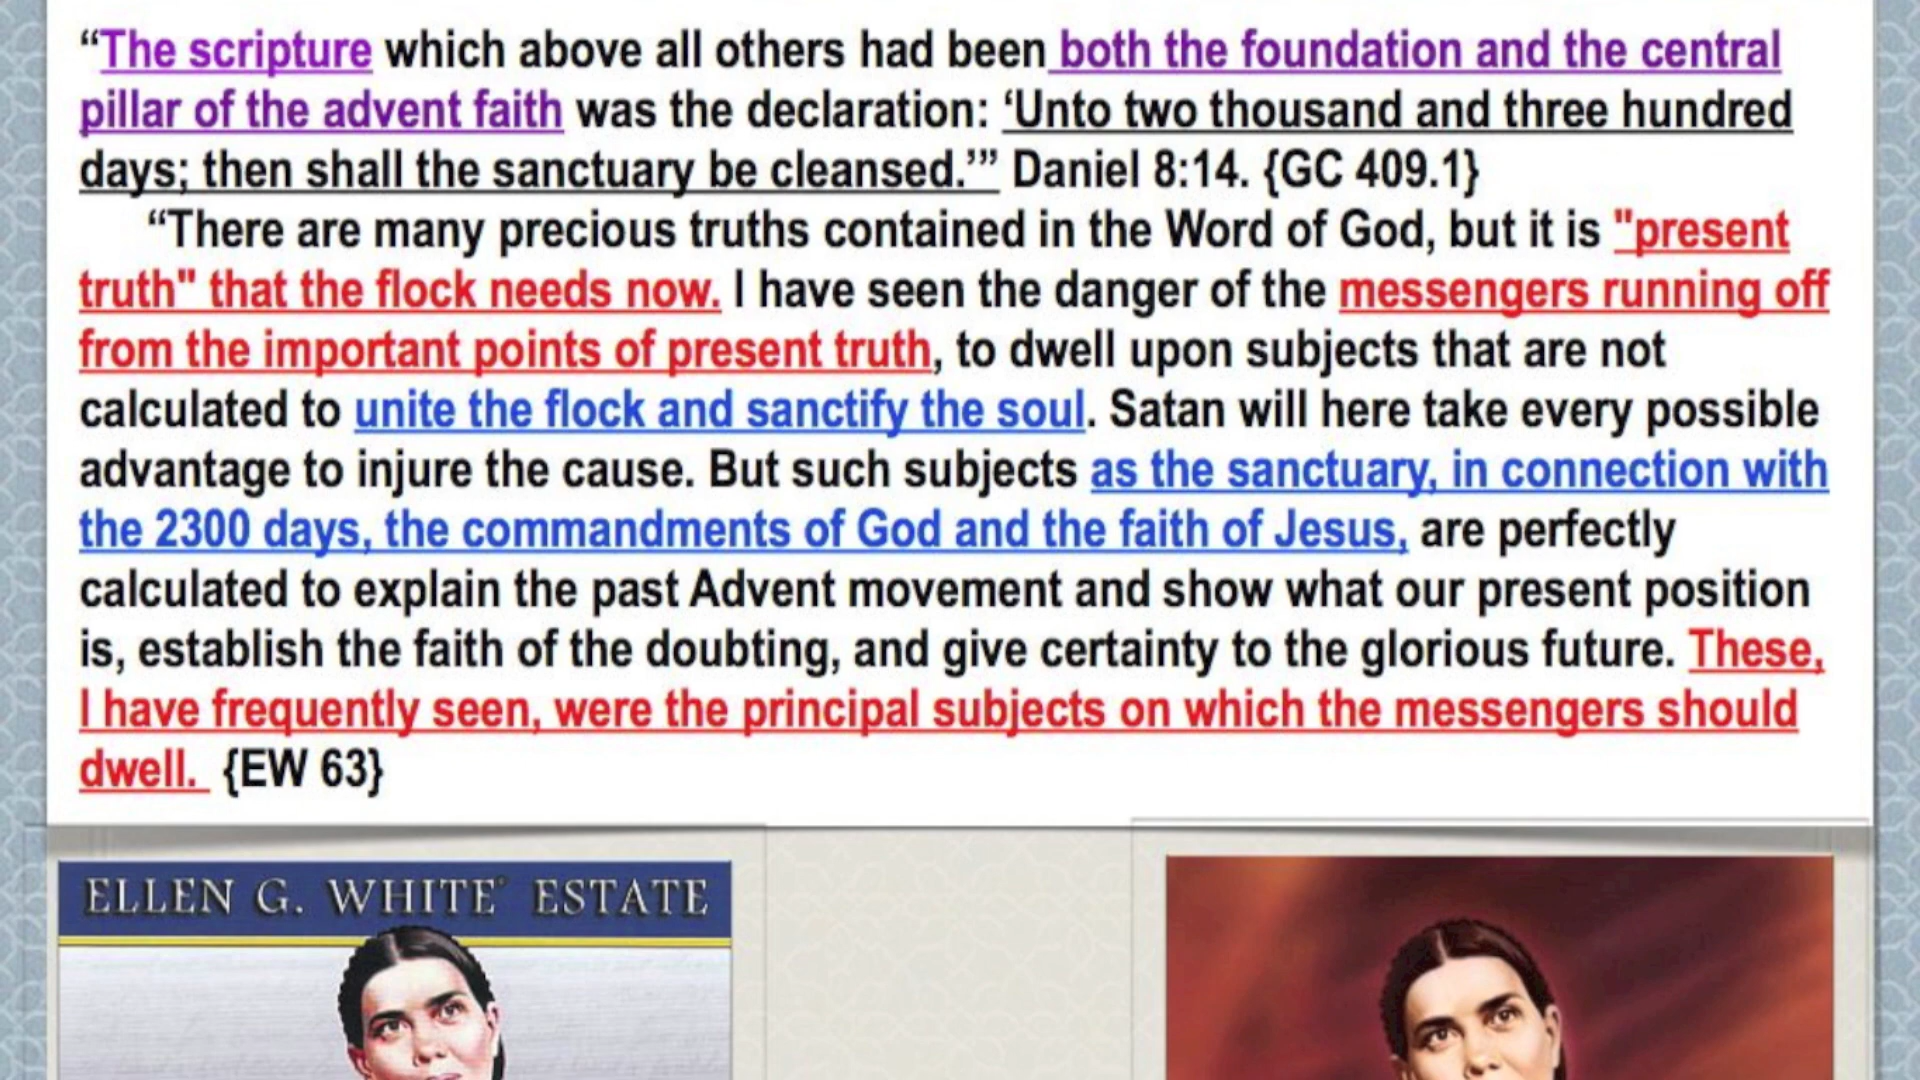 “The scripture which above all others had been both the foundation and the central
pillar of the advent faith was the declaration: ‘Unto two thousand and three hundred
days; then shall the sanctuary be cleansed.’” Daniel 8:14. {GC 409.1}
“There are many precious truths contained in the Word of God, but it is "present
truth" that the flock needs now. I have seen the danger of the messengers running off
from the important points of present truth, to dwell upon subjects that are not
calculated to unite the flock and sanctify the soul. Satan will here take every possible
advantage to injure the cause. But such subjects as the sanctuary, in connection with
the 2300 days, the commandments of God and the faith of Jesus, are perfectly
calculated to explain the past Advent movement and show what our present position
is, establish the faith of the doubting, and give certainty to the glorious future. These,
I have frequently seen, were the principal subjects on which the messengers should
dwell. {EW 63}
ELLEN G. WHITE® ESTATE